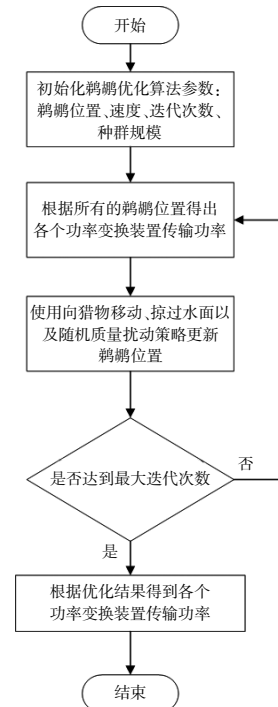 开始
初始化鹈鹕优化算法参数:
鹈鹕位置、速度、迭代次数、
种群规模
根据所有的鹈鹕位置得出
各个功率变换装置传输功率
使用向猎物移动、掠过水面以
及随机质量扰动策略更新
鹈鹕位置
是否达到最大迭代次数
否
是
根据优化结果得到各个
功率变换装置传输功率
结束